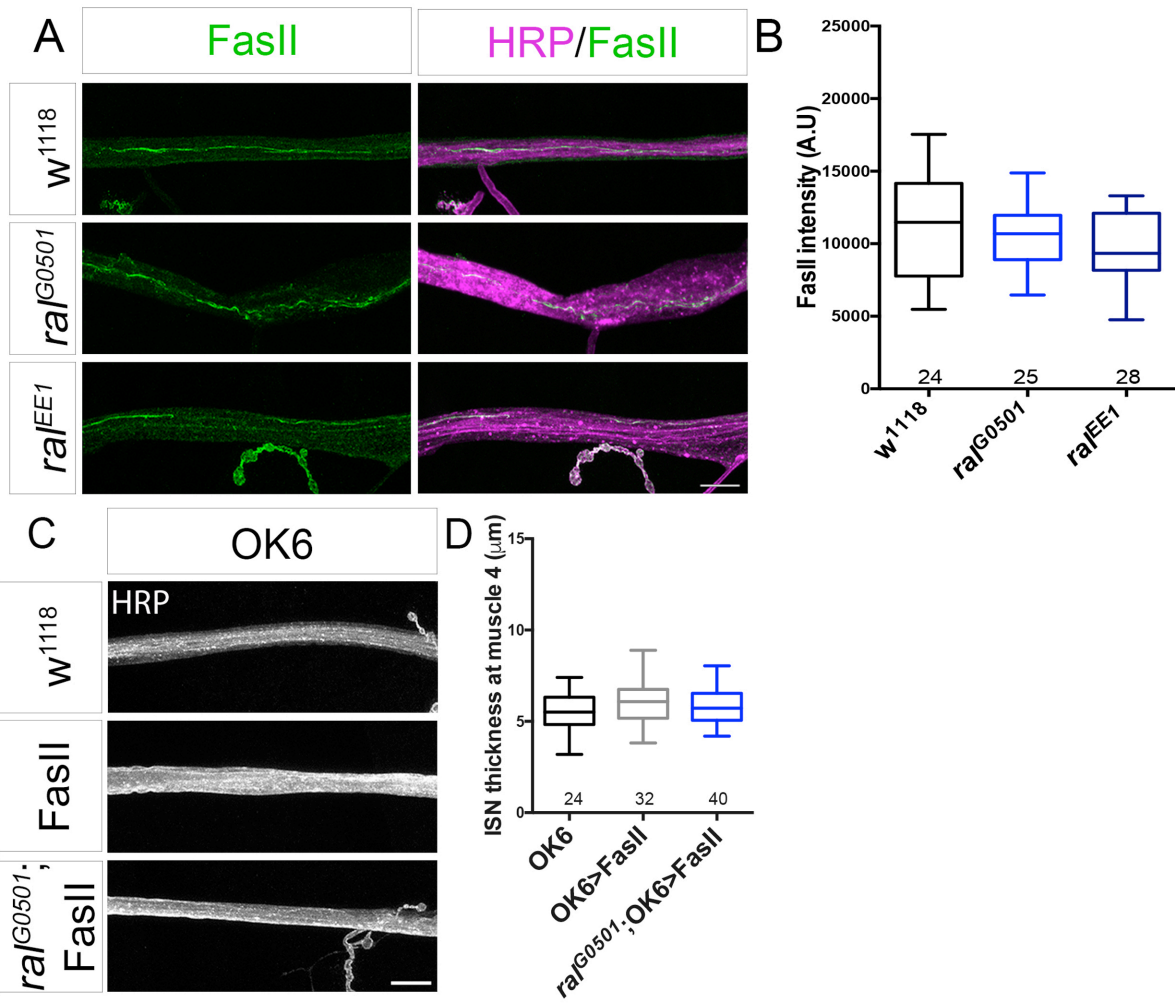 A
FasII
HRP/FasII
w1118
ralG0501
ralEE1
B
FasII intensity (A.U)
25000
20000
15000
10000
5000
0
24
25
28
w1118
ralG0501
ralEE1
C
OK6
HRP
w1118
FasII
ralG0501;
FasII
D
ISN thickness at muscle 4 (μm)
15
10
5
0
24
32
40
OK6
OK6>FasII
ralG0501;OK6>FasII